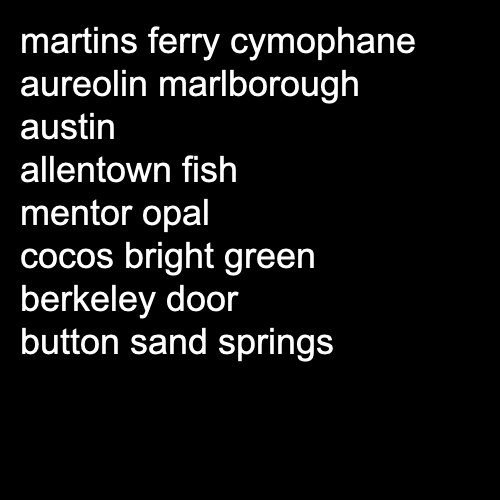 martins ferry cymophane
aureolin marlborough
austin
allentown fish
mentor opal
cocos bright green
berkeley door
button sand springs